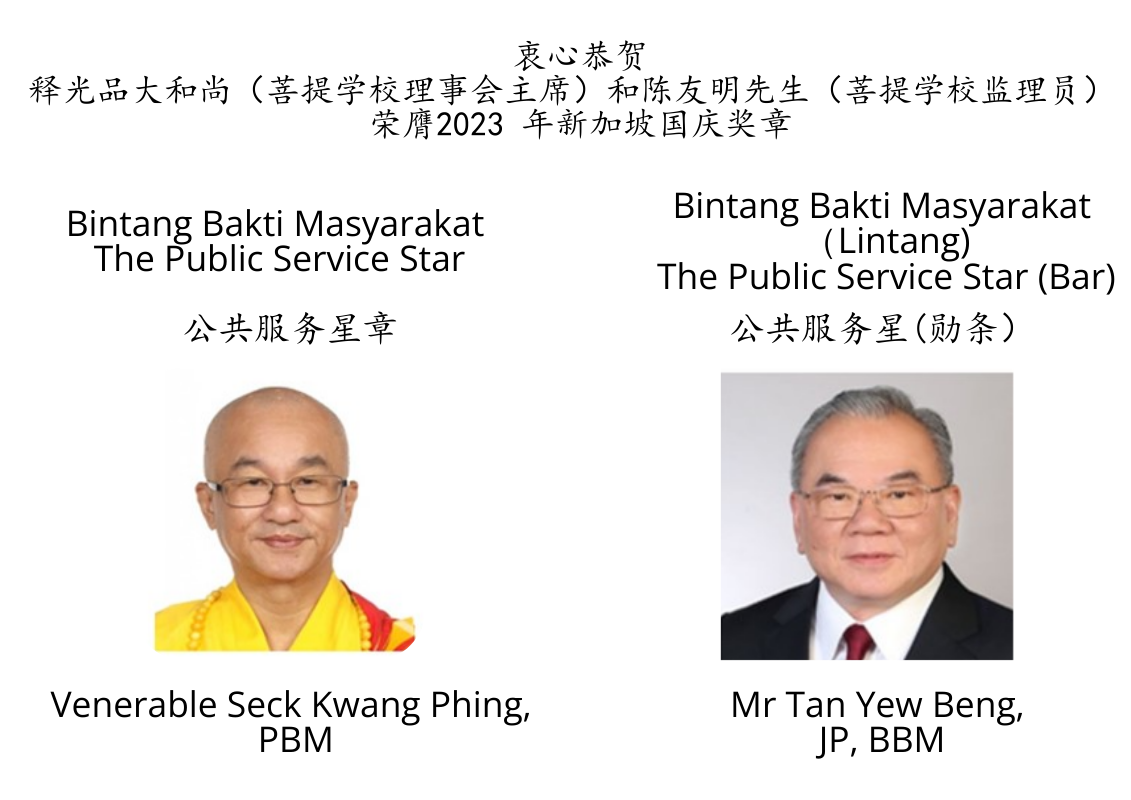 衷心恭贺
释光品大和尚（菩提学校理事会主席）和陈友明先生（菩提学校监理员）
荣膺2023 年新加坡国庆奖章
Bintang Bakti Masyarakat
The Public Service Star
公共服务星章
Bintang Bakti Masyarakat
（Lintang)
The Public Service Star (Bar)
公共服务星(勋条）
Venerable Seck Kwang Phing,
PBM
Mr Tan Yew Beng,
JP, BBM